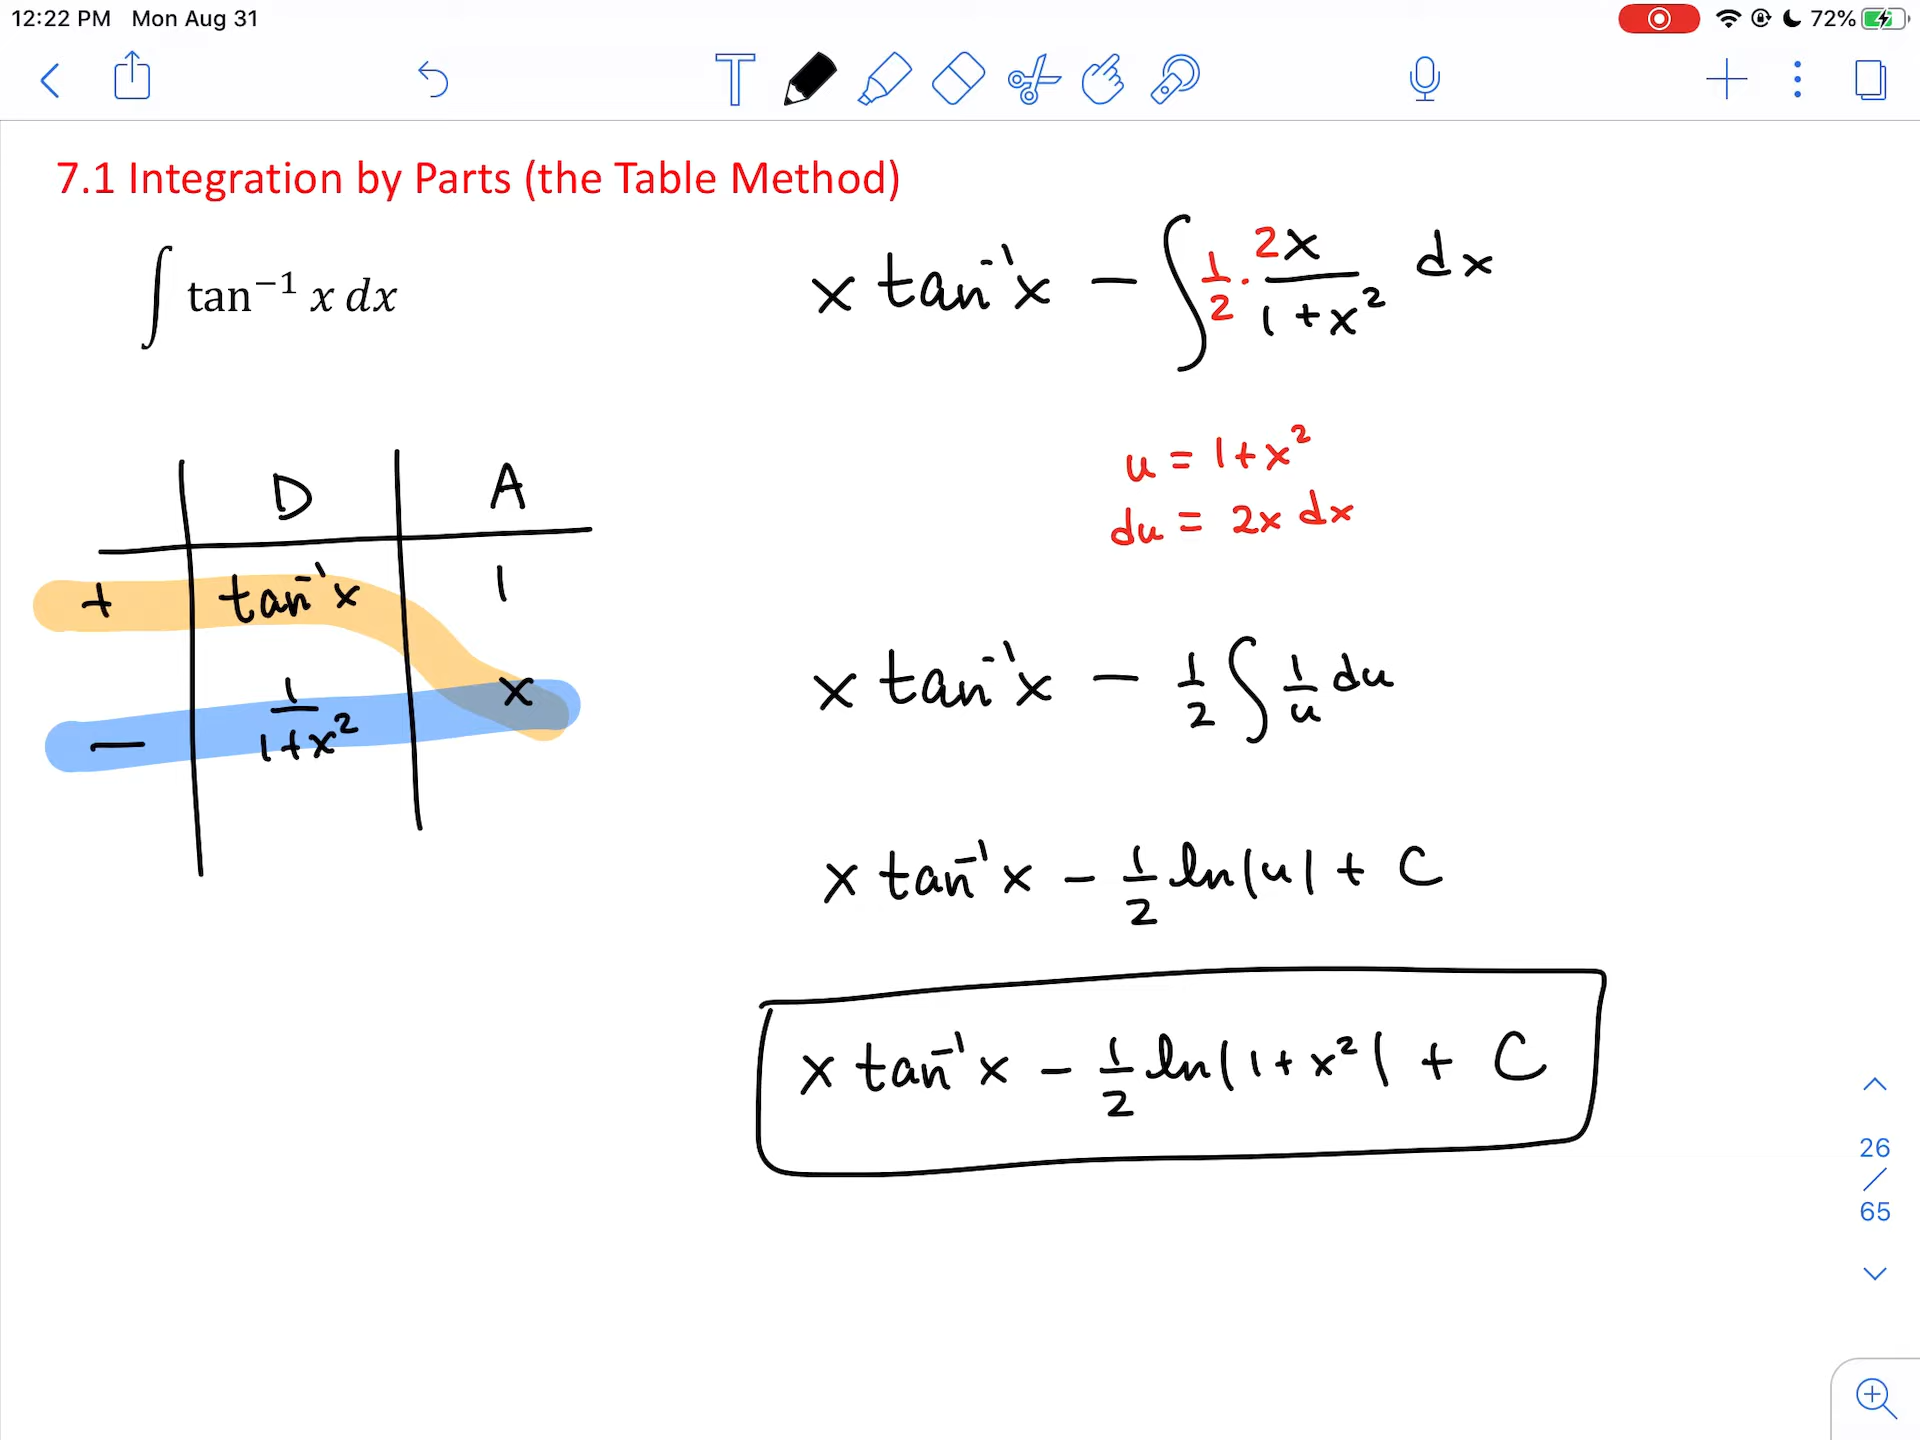 12:22 PM Mon Aug 31 72%
T
7.1 Integration by Parts (the Table Method)
∫ tan⁻¹ x dx
D A
+ tan⁻¹x 1
− 1/(1+x²) x
x tan⁻¹x − ∫ 1/2 · 2x/(1+x²) dx
u = 1+x²
du = 2x dx
x tan⁻¹x − 1/2 ∫ 1/u du
x tan⁻¹x − 1/2 ln|u| + C
x tan⁻¹x − 1/2 ln|1+x²| + C
26
/
65